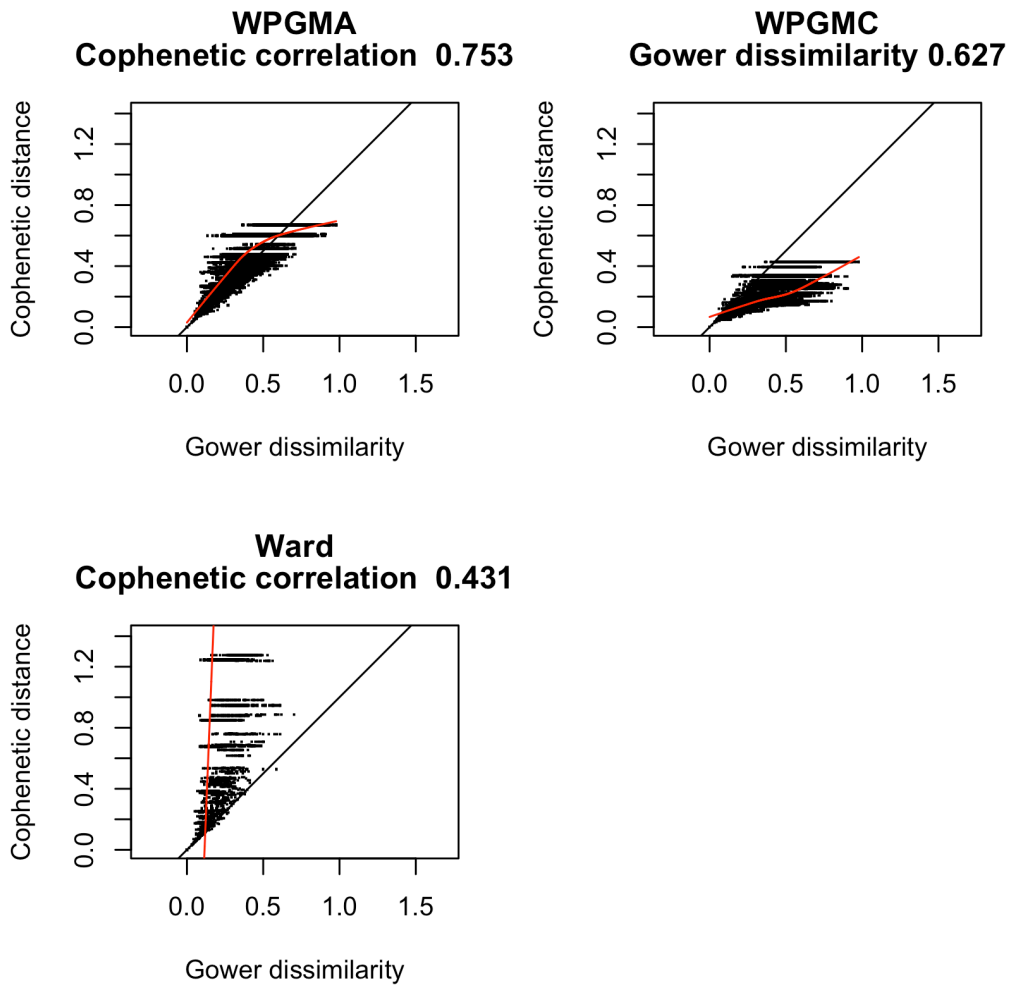 WPGMA
Cophenetic correlation 0.753
Cophenetic distance
0.0 0.4 0.8 1.2
0.0 0.5 1.0 1.5
Gower dissimilarity
WPGMC
Gower dissimilarity 0.627
Cophenetic distance
0.0 0.4 0.8 1.2
0.0 0.5 1.0 1.5
Gower dissimilarity
Ward
Cophenetic correlation 0.431
Cophenetic distance
0.0 0.4 0.8 1.2
0.0 0.5 1.0 1.5
Gower dissimilarity